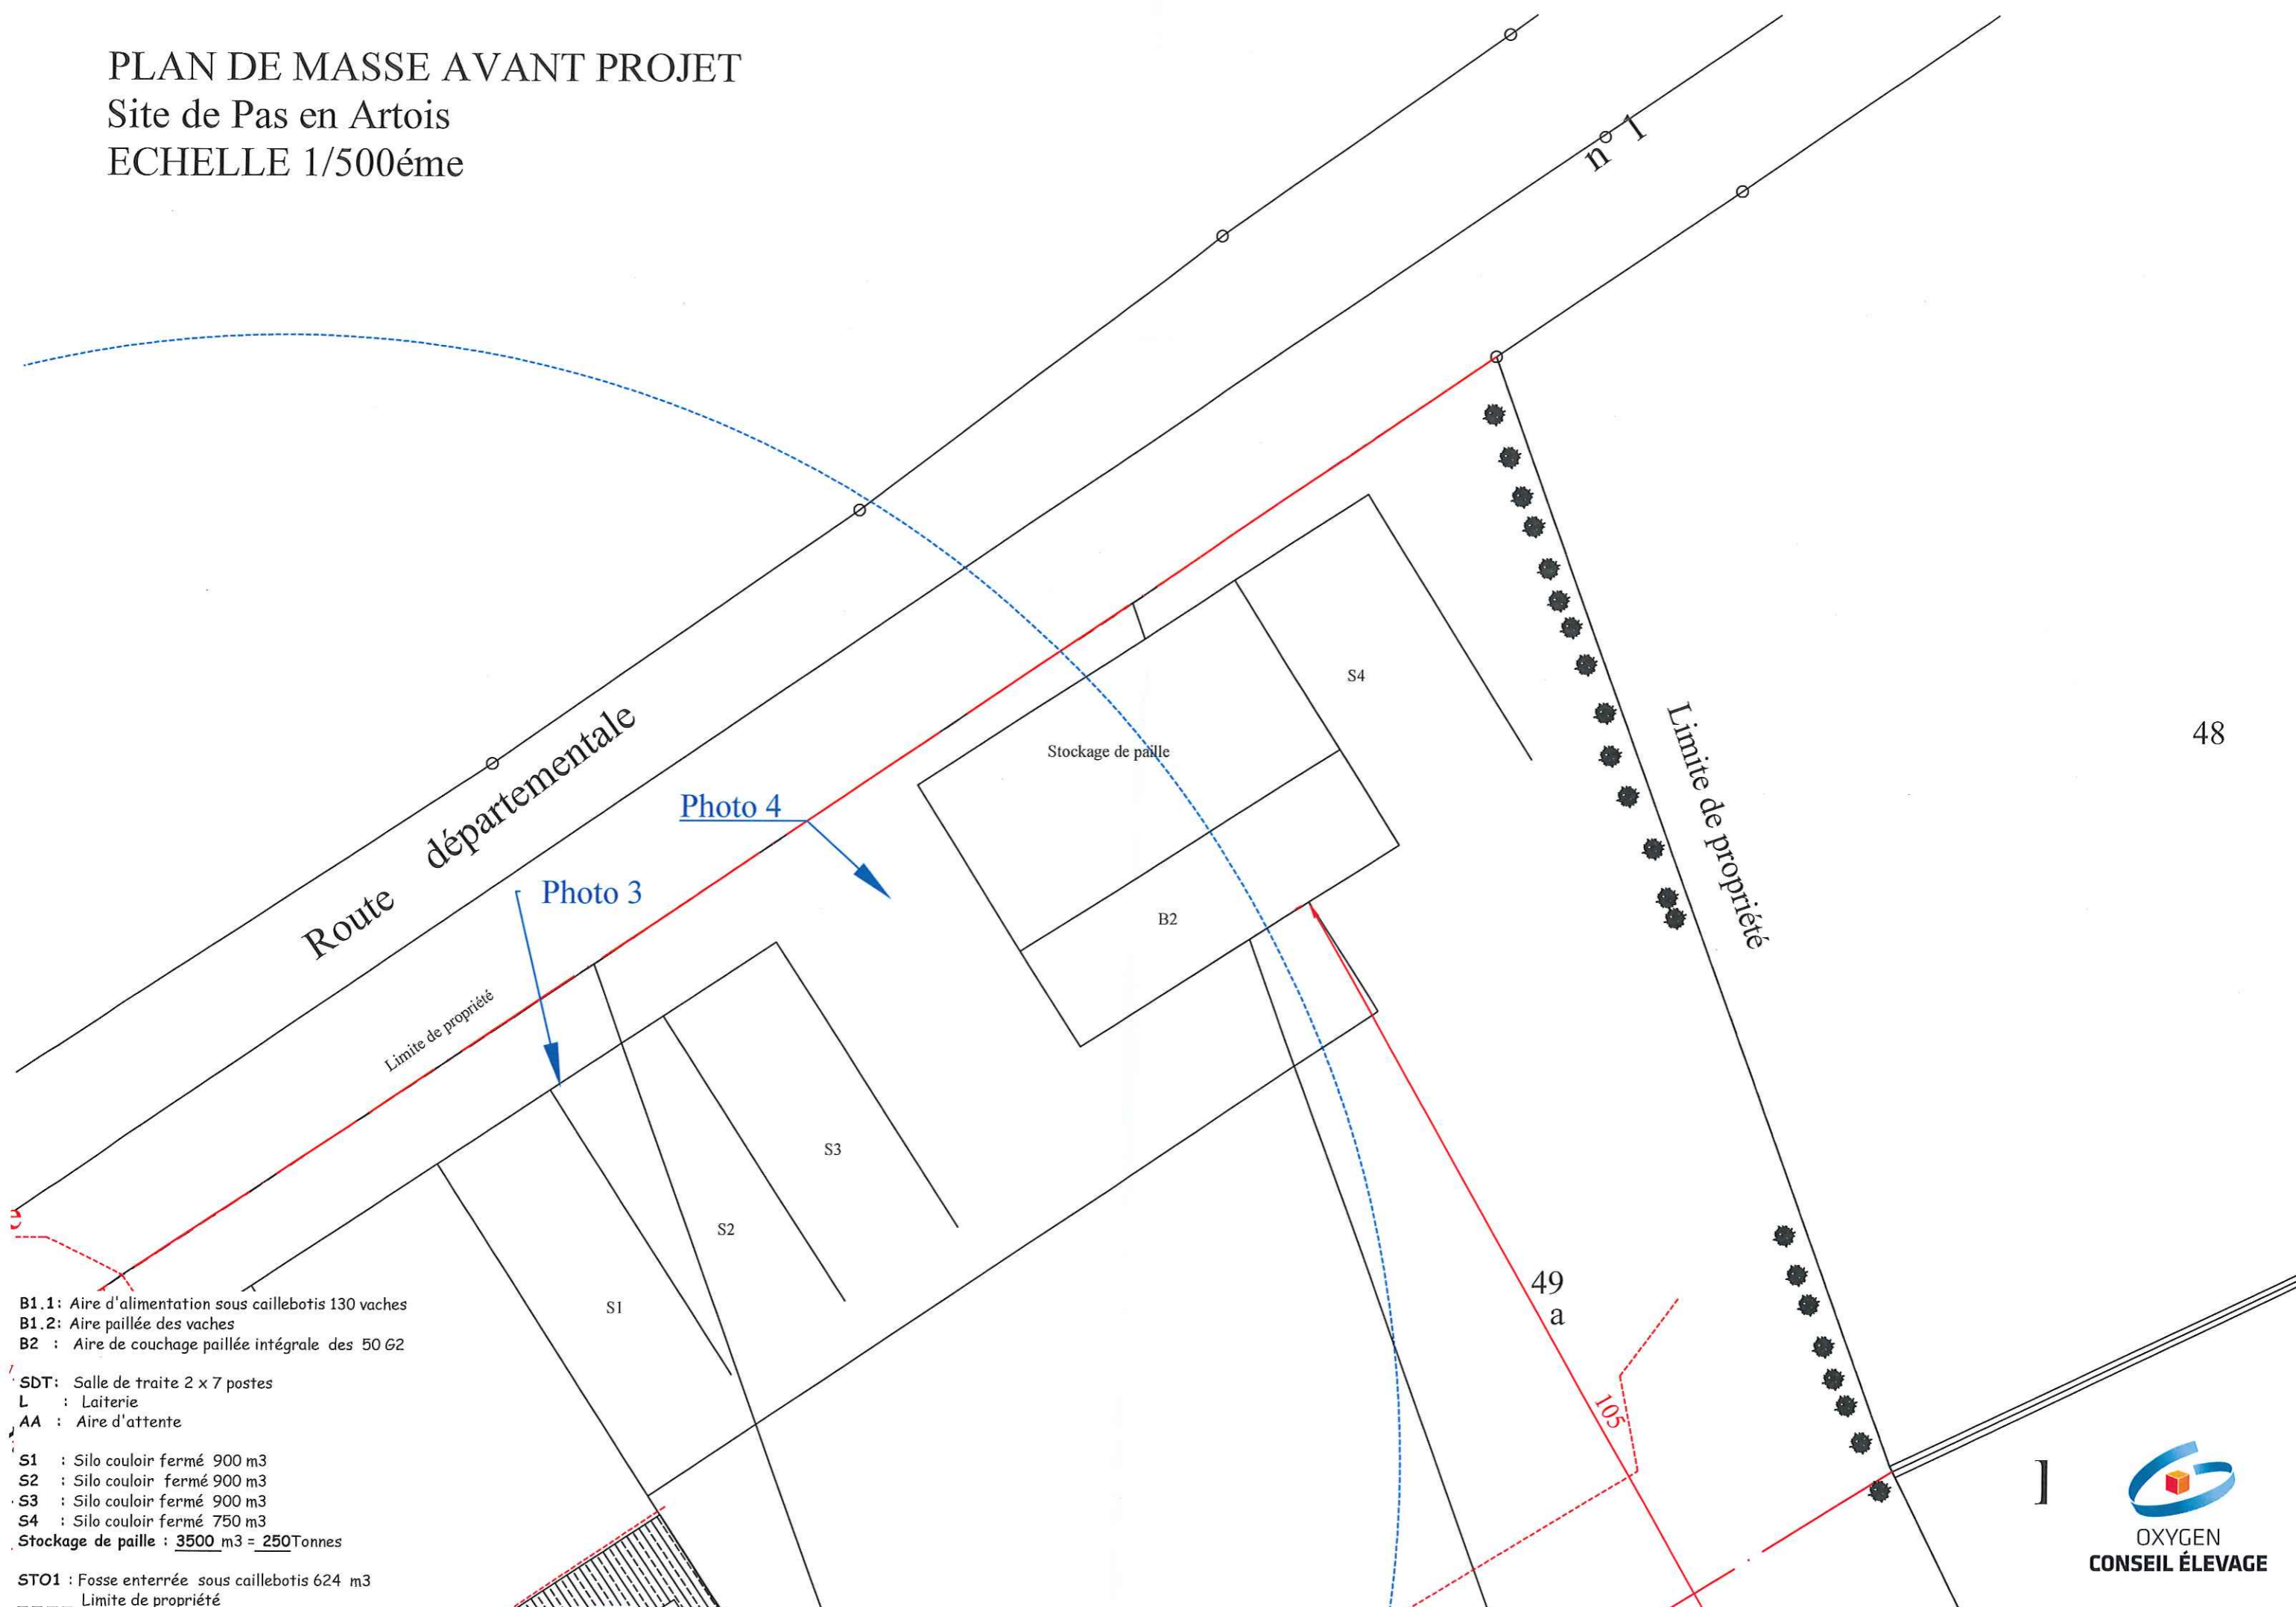 PLAN DE MASSE AVANT PROJET
Site de Pas en Artois
ECHELLE 1/500éme
n° 1
Route départementale
Limite de propriété
Photo 4
Photo 3
Stockage de paille
S4
B2
S3
S2
S1
Limite de propriété
48
49
a
105
e
B1.1: Aire d'alimentation sous caillebotis 130 vaches
B1.2: Aire paillée des vaches
B2 : Aire de couchage paillée intégrale des 50 G2
SDT: Salle de traite 2 x 7 postes
L : Laiterie
AA : Aire d'attente
S1 : Silo couloir fermé 900 m3
S2 : Silo couloir fermé 900 m3
S3 : Silo couloir fermé 900 m3
S4 : Silo couloir fermé 750 m3
Stockage de paille : 3500 m3 = 250Tonnes
STO1 : Fosse enterrée sous caillebotis 624 m3
Limite de propriété
]
OXYGEN
CONSEIL ÉLEVAGE